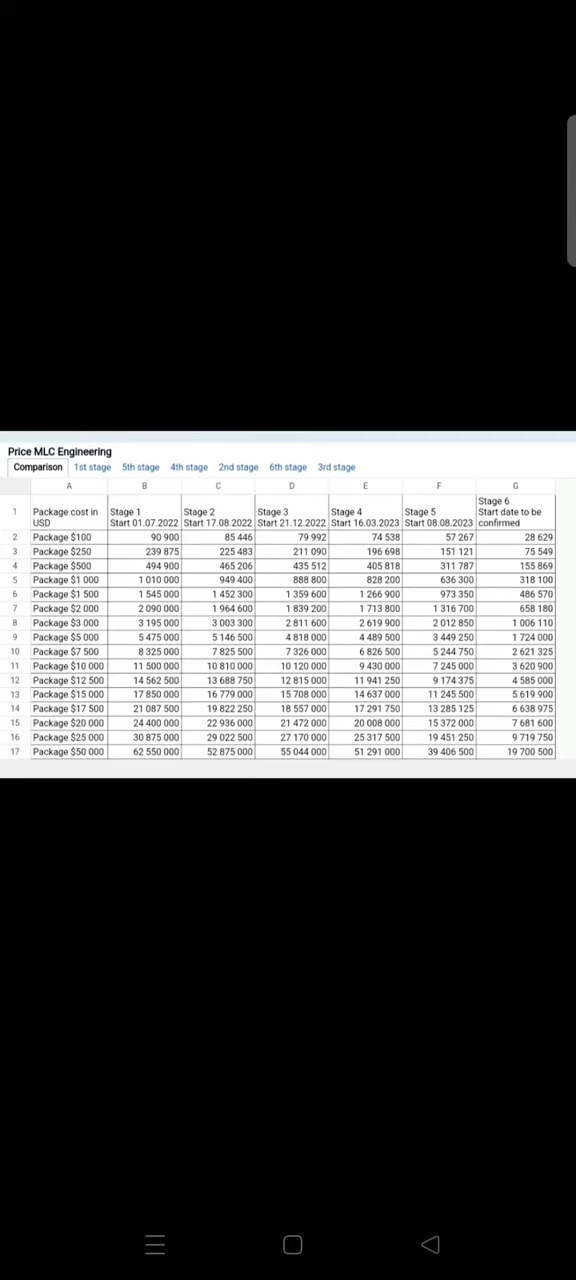 Price MLC Engineering
Comparison 1st stage 5th stage 4th stage 2nd stage 6th stage 3rd stage
A B C D E F G
1 Package cost in USD Stage 1 Start 01.07.2022 Stage 2 Start 17.08.2022 Stage 3 Start 21.12.2022 Stage 4 Start 16.03.2023 Stage 5 Start 08.08.2023 Stage 6 Start date to be confirmed
2 Package $100 90 900 85 446 79 992 74 538 57 267 28 629
3 Package $250 239 875 225 483 211 090 196 698 151 121 75 549
4 Package $500 494 900 465 206 435 512 405 818 311 787 155 869
5 Package $1 000 1 010 000 949 400 888 800 828 200 636 300 318 100
6 Package $1 500 1 545 000 1 452 300 1 359 600 1 266 900 973 350 486 570
7 Package $2 000 2 090 000 1 964 600 1 839 200 1 713 800 1 316 700 658 180
8 Package $3 000 3 195 000 3 003 300 2 811 600 2 619 900 2 012 850 1 006 110
9 Package $5 000 5 475 000 5 146 500 4 818 000 4 489 500 3 449 250 1 724 000
10 Package $7 500 8 325 000 7 825 500 7 326 000 6 826 500 5 244 750 2 621 325
11 Package $10 000 11 500 000 10 810 000 10 120 000 9 430 000 7 245 000 3 620 900
12 Package $12 500 14 562 500 13 688 750 12 815 000 11 941 250 9 174 375 4 585 000
13 Package $15 000 17 850 000 16 779 000 15 708 000 14 637 000 11 245 500 5 619 900
14 Package $17 500 21 087 500 19 822 250 18 557 000 17 291 750 13 285 125 6 638 975
15 Package $20 000 24 400 000 22 936 000 21 472 000 20 008 000 15 372 000 7 681 600
16 Package $25 000 30 875 000 29 022 500 27 170 000 25 317 500 19 451 250 9 719 750
17 Package $50 000 62 550 000 52 875 000 55 044 000 51 291 000 39 406 500 19 700 500